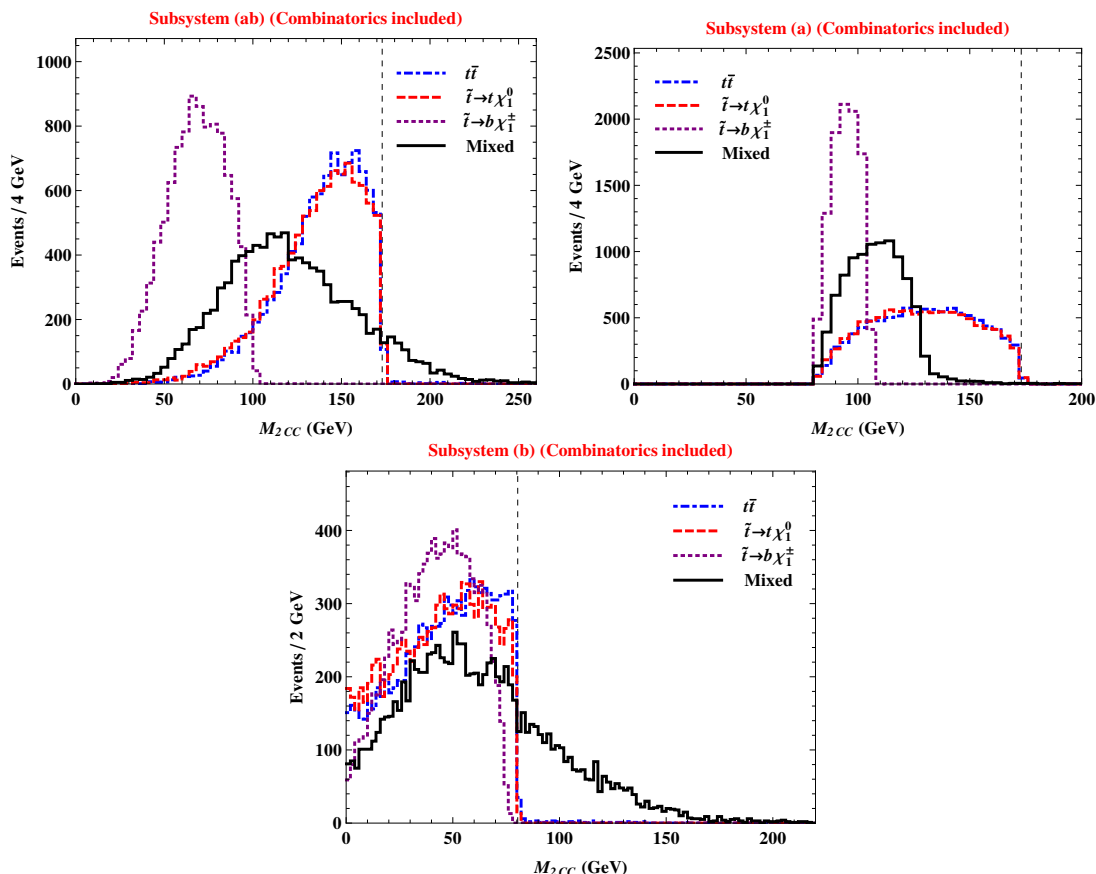 Subsystem (ab) (Combinatorics included)
Events / 4 GeV
1000
800
600
400
200
0
tt̄
t̃→tχ₁⁰
t̃→bχ₁±
Mixed
0 50 100 150 200 250
M2CC (GeV)
Subsystem (a) (Combinatorics included)
Events / 4 GeV
2500
2000
1500
1000
500
0
tt̄
t̃→tχ₁⁰
t̃→bχ₁±
Mixed
0 50 100 150 200
M2CC (GeV)
Subsystem (b) (Combinatorics included)
Events / 2 GeV
400
300
200
100
0
tt̄
t̃→tχ₁⁰
t̃→bχ₁±
Mixed
0 50 100 150 200
M2CC (GeV)